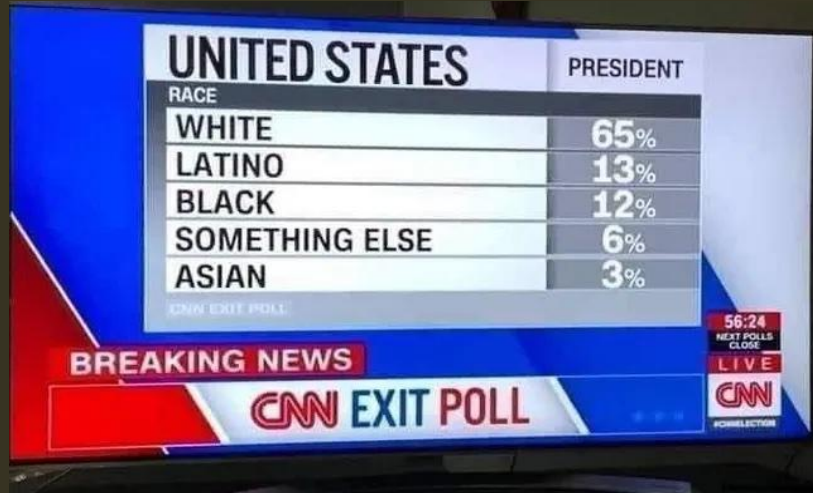 UNITED STATES PRESIDENT
RACE
WHITE 65%
LATINO 13%
BLACK 12%
SOMETHING ELSE 6%
ASIAN 3%
CNN EXIT POLL
56:24
NEXT POLLS
CLOSE
BREAKING NEWS
LIVE
CNN EXIT POLL
CNN
#CNNELECTION